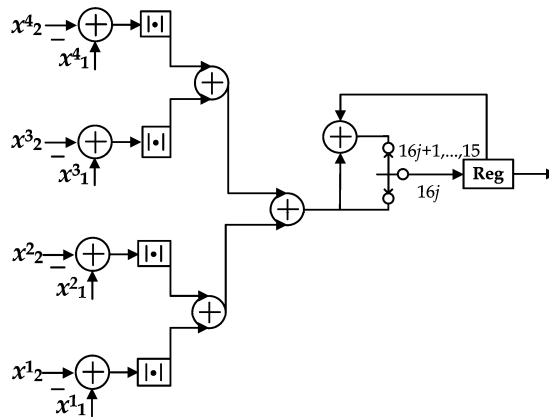 x⁴₂
|•|
x⁴₁
x³₂
|•|
x³₁
16j+1,...,15
Reg
16j
x²₂
|•|
x²₁
x¹₂
|•|
x¹₁